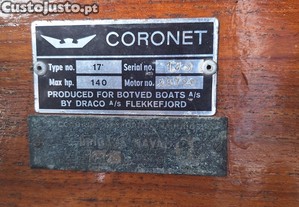 Custojusto.pt
CORONET
Type no. 17' Serial no.
Max hp. 140 Motor no.
PRODUCED FOR BOTVED BOATS A/S
BY DRACO A/S FLEKKEFJORD